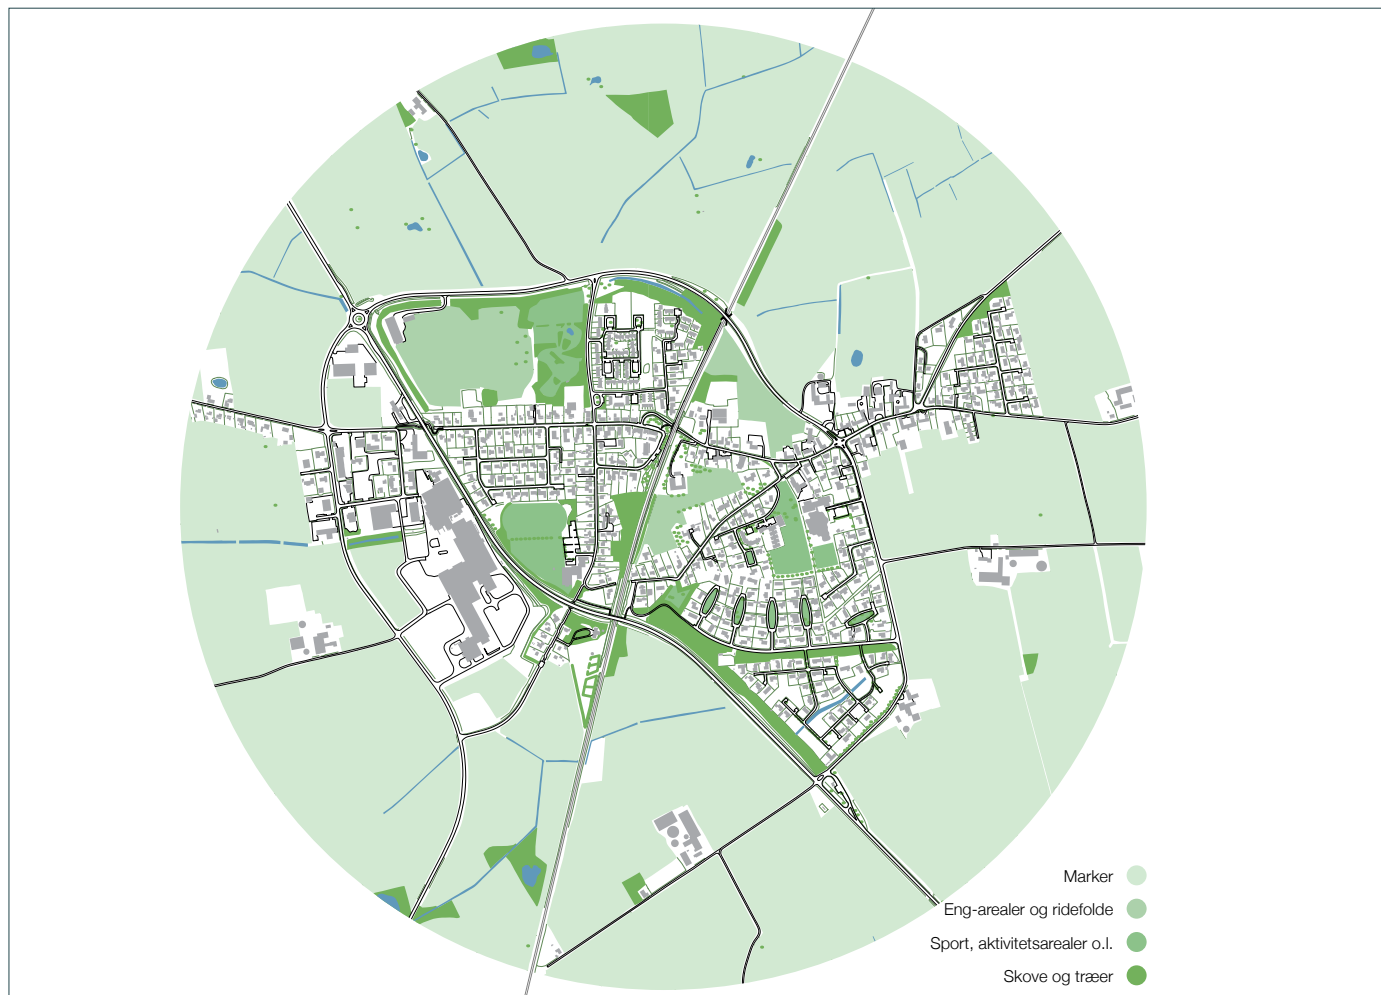 Marker
Eng-arealer og ridefolde
Sport, aktivitetsarealer o.l.
Skove og træer